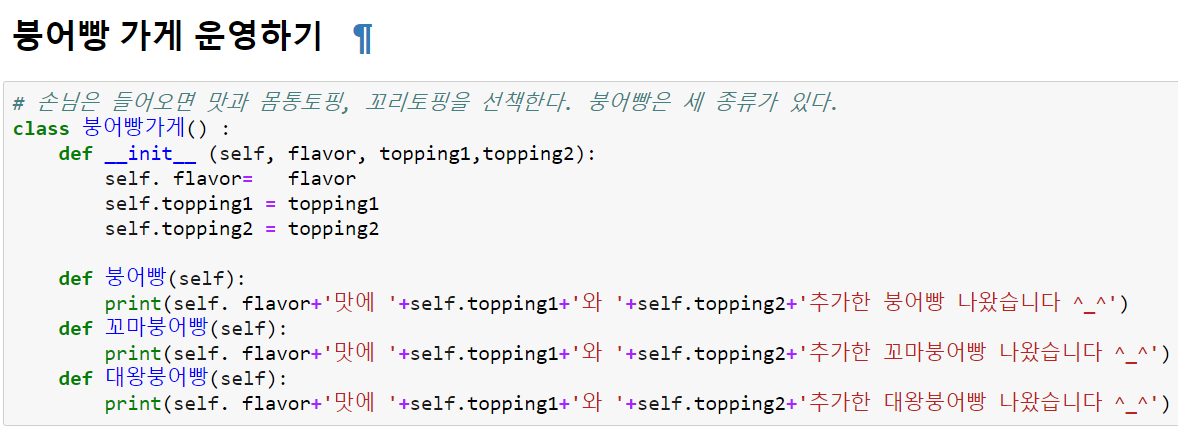 붕어빵 가게 운영하기 ¶
# 손님은 들어오면 맛과 몸통토핑, 꼬리토핑을 선책한다. 붕어빵은 세 종류가 있다.
class 붕어빵가게() :
    def __init__ (self, flavor, topping1,topping2):
        self. flavor=   flavor
        self.topping1 = topping1
        self.topping2 = topping2

    def 붕어빵(self):
        print(self. flavor+'맛에 '+self.topping1+'와 '+self.topping2+'추가한 붕어빵 나왔습니다 ^_^')
    def 꼬마붕어빵(self):
        print(self. flavor+'맛에 '+self.topping1+'와 '+self.topping2+'추가한 꼬마붕어빵 나왔습니다 ^_^')
    def 대왕붕어빵(self):
        print(self. flavor+'맛에 '+self.topping1+'와 '+self.topping2+'추가한 대왕붕어빵 나왔습니다 ^_^')